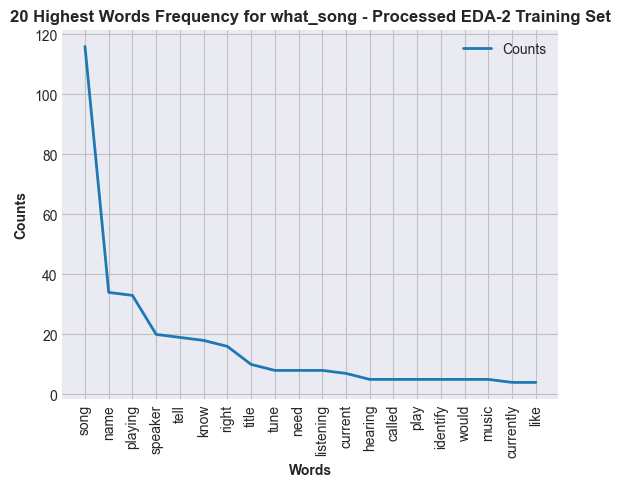 20 Highest Words Frequency for what_song - Processed EDA-2 Training Set
Counts
120
100
80
60
40
20
0
Counts
song
name
playing
speaker
tell
know
right
title
tune
need
listening
current
hearing
called
play
identify
would
music
currently
like
Words